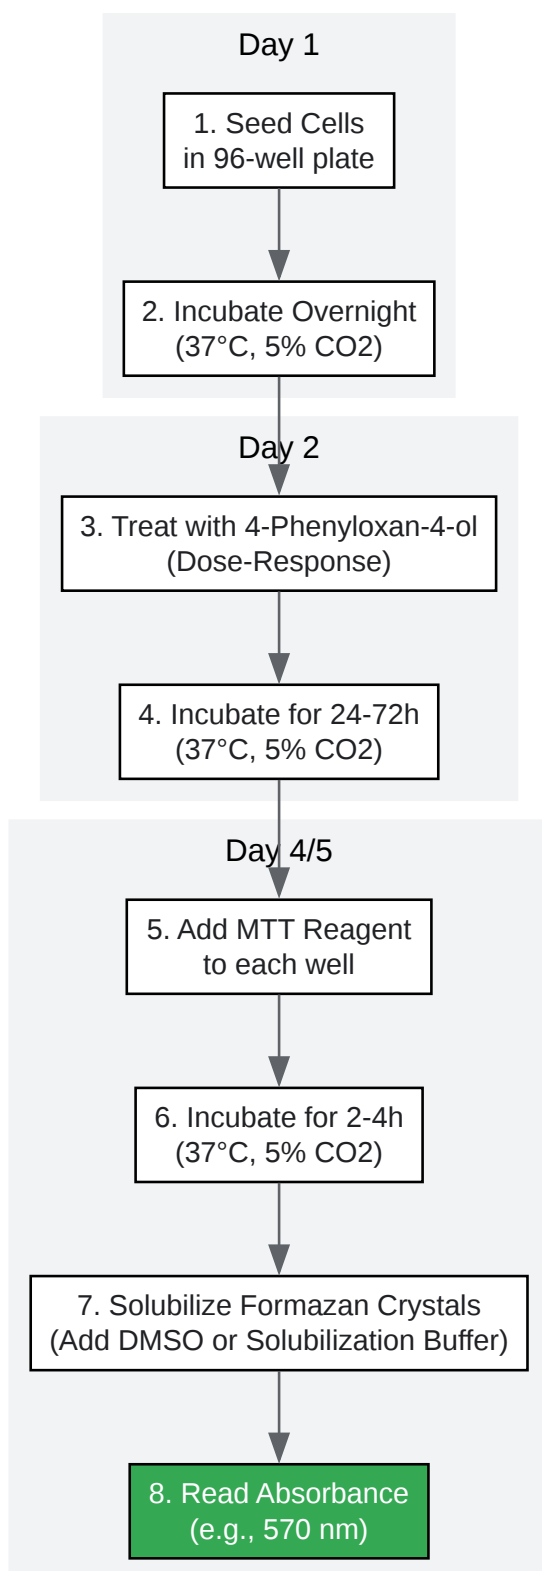 Day 1
1. Seed Cells
in 96-well plate
2. Incubate Overnight
(37°C, 5% CO2)
Day 2
3. Treat with 4-Phenyloxan-4-ol
(Dose-Response)
4. Incubate for 24-72h
(37°C, 5% CO2)
Day 4/5
5. Add MTT Reagent
to each well
6. Incubate for 2-4h
(37°C, 5% CO2)
7. Solubilize Formazan Crystals
(Add DMSO or Solubilization Buffer)
8. Read Absorbance
(e.g., 570 nm)